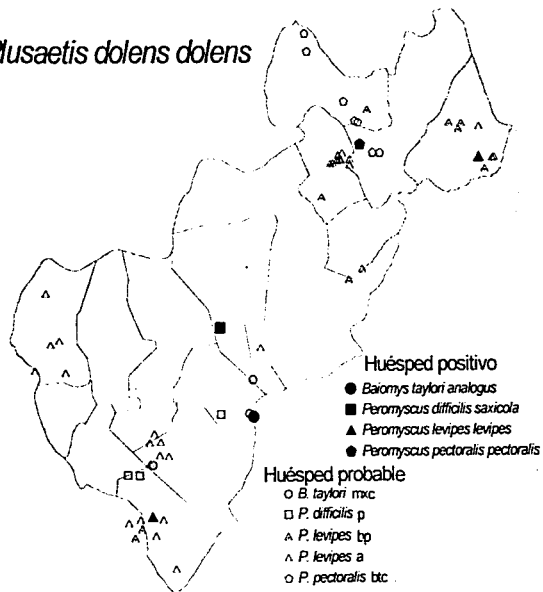 lusaetis dolens dolens
Huésped positivo
Baiomys taylori analogus
Peromyscus difficilis saxicola
Peromyscus levipes levipes
Peromyscus pectoralis pectoralis
Huésped probable
B. taylori mxc
P. difficilis p
P. levipes bp
P. levipes a
P. pectoralis btc